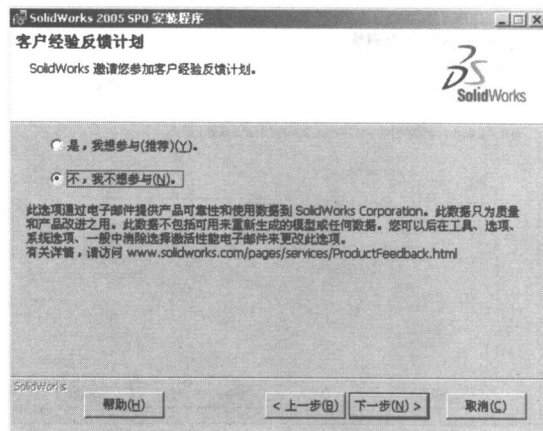 SolidWorks 2005 SP0 安装程序
客户经验反馈计划
SolidWorks 邀请您参加客户经验反馈计划。
SolidWorks
是，我想参与(推荐)(Y)。
不，我不想参与(N)。
此选项通过电子邮件提供产品可靠性和使用数据到 SolidWorks Corporation。此数据只为质量
和产品改进之用。此数据不包括可用来重新生成的模型或任何数据。您可以后在工具、选项、
系统选项、一般中消除选择激活性能电子邮件来更改此选项。
有关详情，请访问 www.solidworks.com/pages/services/ProductFeedback.html
SolidWorks
帮助(H)
< 上一步(B)
下一步(N) >
取消(C)